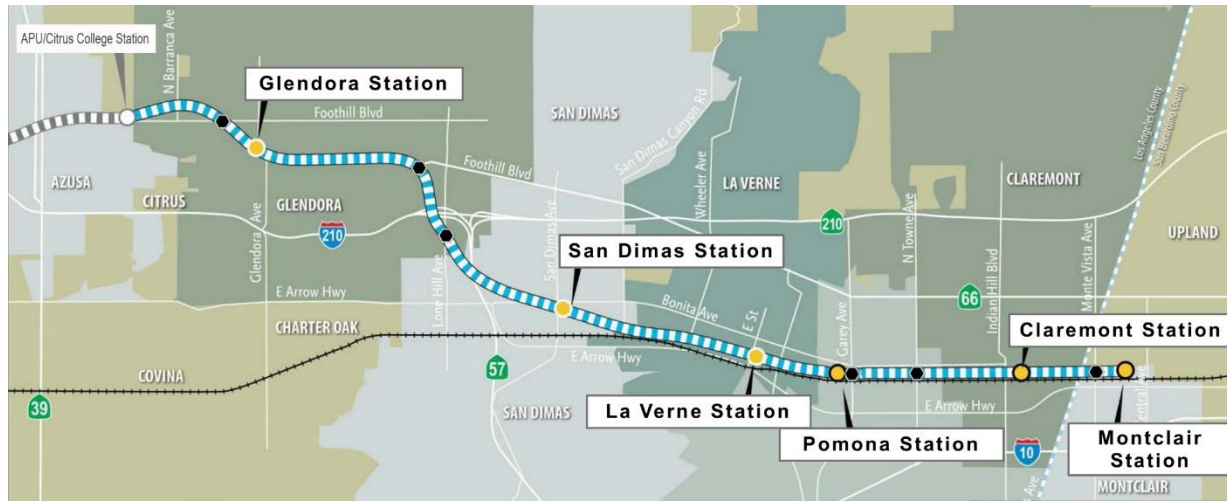 APU/Citrus College Station
N Barranca Ave
Glendora Station
Foothill Blvd
SAN DIMAS
San Dimas Canyon Rd
Foothill Blvd
Wheeler Ave
LA VERNE
Los Angeles County
San Berarding County
CLAREMONT
AZUSA
CITRUS
GLENDORA
210
Glendora Ave
San Dimas Ave
San Dimas Station
210
N Towne Ave
Monte Vista Ave
UPLAND
Lone Hill Ave
E Arrow Hwy
Bonita Ave
E St
Garey Ave
66
Indian Hill Blvd
Claremont Station
CHARTER OAK
E Arrow Hwy
57
COVINA
39
SAN DIMAS
La Verne Station
E Arrow Hwy
Pomona Station
10
Montclair
Station
MONTCLAIR